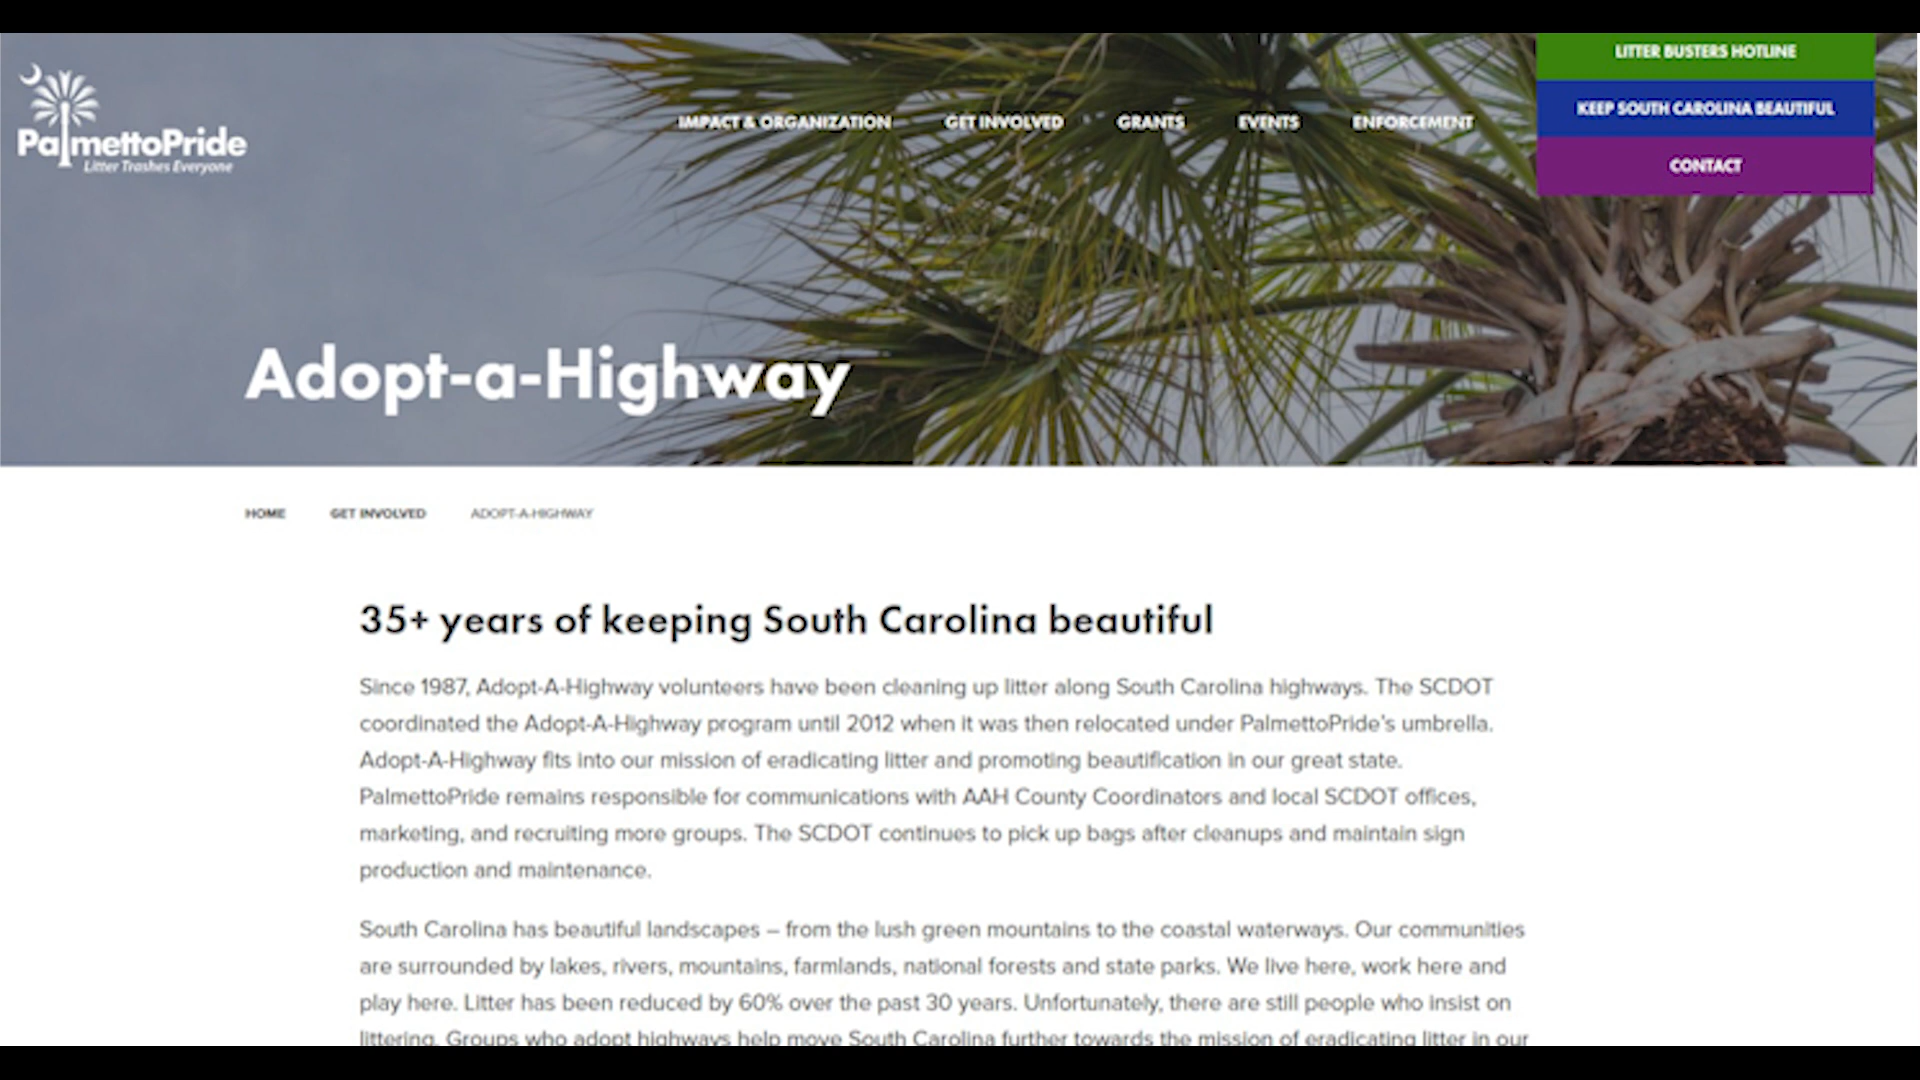 LITTER BUSTERS HOTLINE
KEEP SOUTH CAROLINA BEAUTIFUL
CONTACT
IMPACT & ORGANIZATION GET INVOLVED GRANTS EVENTS ENFORCEMENT
PalmettoPride
Litter Trashes Everyone
Adopt-a-Highway
HOME GET INVOLVED ADOPT-A-HIGHWAY
35+ years of keeping South Carolina beautiful
Since 1987, Adopt-A-Highway volunteers have been cleaning up litter along South Carolina highways. The SCDOT
coordinated the Adopt-A-Highway program until 2012 when it was then relocated under PalmettoPride’s umbrella.
Adopt-A-Highway fits into our mission of eradicating litter and promoting beautification in our great state.
PalmettoPride remains responsible for communications with AAH County Coordinators and local SCDOT offices,
marketing, and recruiting more groups. The SCDOT continues to pick up bags after cleanups and maintain sign
production and maintenance.
South Carolina has beautiful landscapes – from the lush green mountains to the coastal waterways. Our communities
are surrounded by lakes, rivers, mountains, farmlands, national forests and state parks. We live here, work here and
play here. Litter has been reduced by 60% over the past 30 years. Unfortunately, there are still people who insist on
littering. Groups who adopt highways help move South Carolina further towards the mission of eradicating litter in our